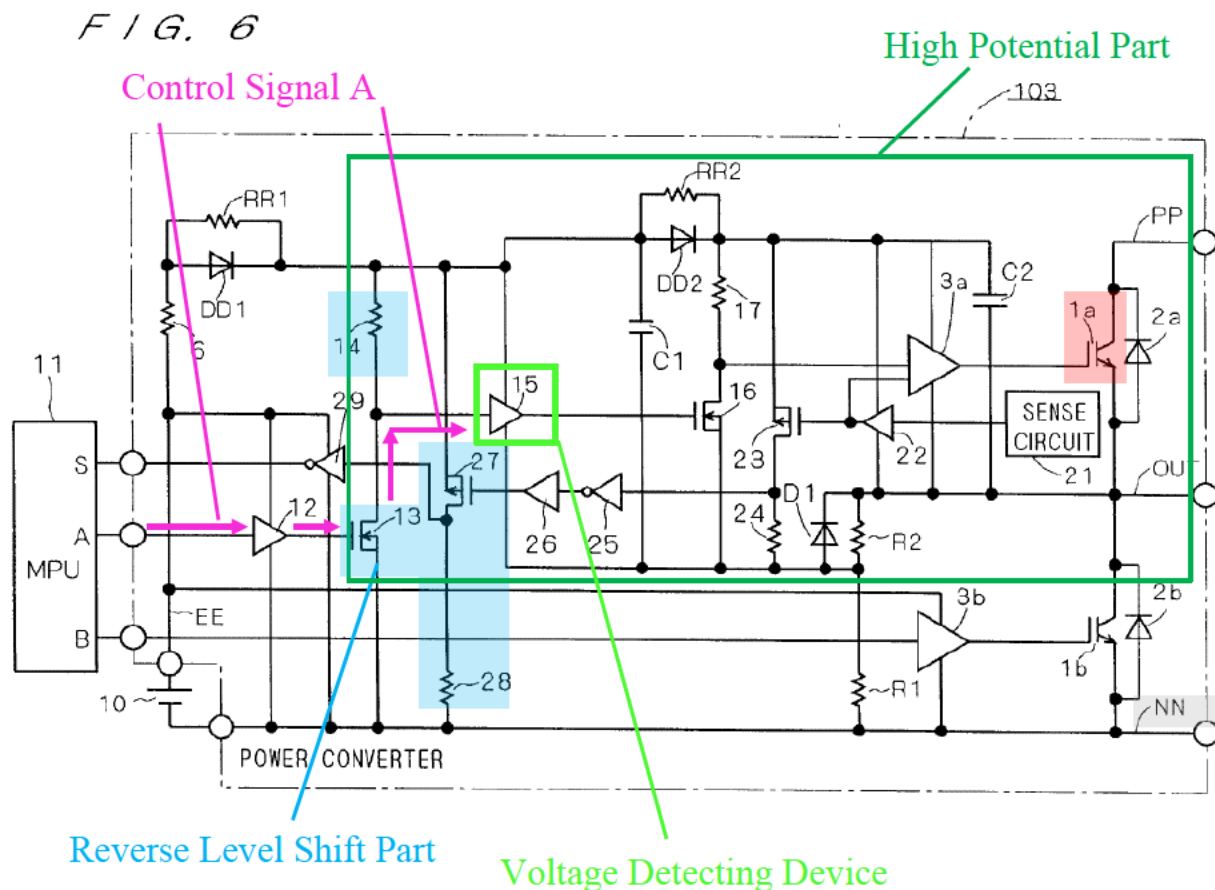 FIG. 6
High Potential Part
Control Signal A
103
RR1
RR2
PP
DD1
DD2
17
3a
C2
1a
2a
6
14
C1
11
29
15
16
SENSE
CIRCUIT
23
22
21
OUT
S
27
A
12
13
26
25
24
D1
R2
MPU
EE
3b
2b
B
1b
10
28
R1
NN
POWER CONVERTER
Reverse Level Shift Part
Voltage Detecting Device